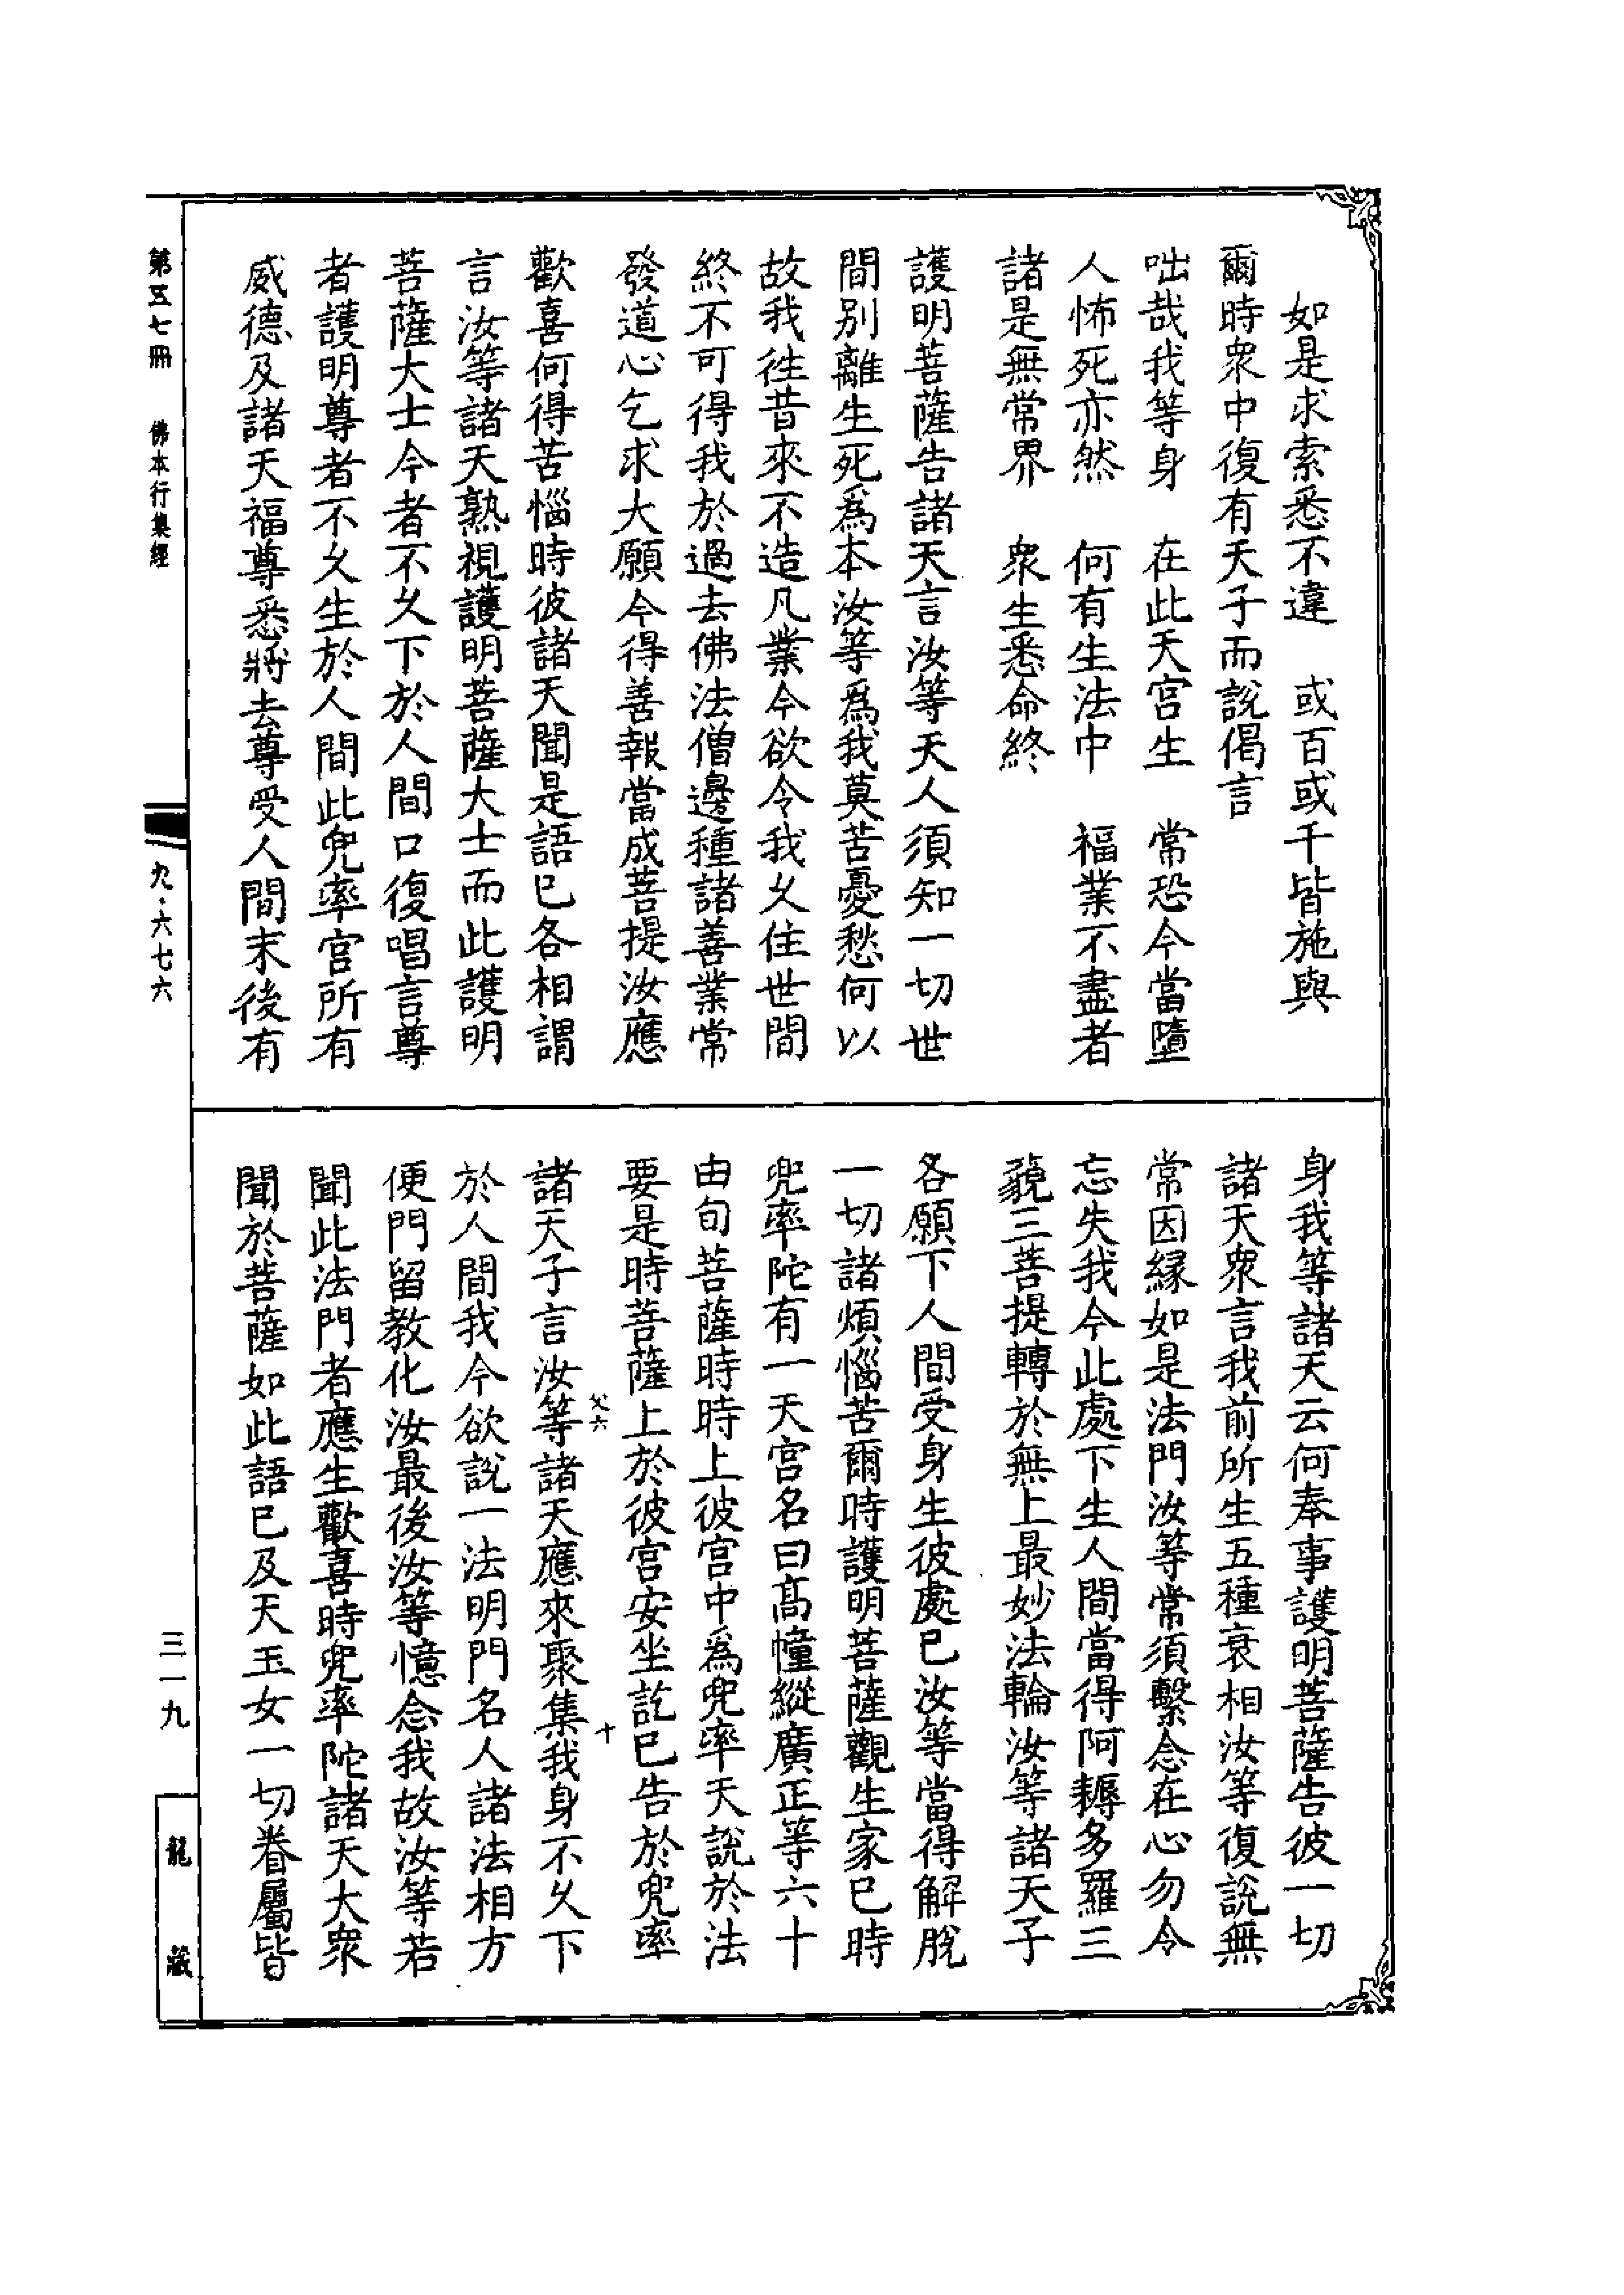 如是求索悉不違　或百或千皆施與
爾時衆中復有天子而說偈言
咄哉我等身　在此天宮生　常恐今當墮
人怖死亦然　何有生法中　福業不盡者
諸是無常界　衆生悉命終
護明菩薩告諸天言汝等天人須知一切世
間别離生死爲本汝等爲我莫苦憂愁何以
故我徃昔來不造凡業今欲令我久住世間
終不可得我於過去佛法僧邊種諸善業常
發道心乞求大願今得善報當成菩提汝應
歡喜何得苦惱時彼諸天聞是語已各相謂
言汝等諸天熟視護明菩薩大士而此護明
菩薩大士今者不久下於人間口復唱言尊
者護明尊者不久生於人間此兜率宮所有
威德及諸天福尊悉將去尊受人間末後有
身我等諸天云何奉事護明菩薩告彼一切
諸天衆言我前所生五種衰相汝等復說無
常因緣如是法門汝等常須繫念在心勿令
忘失我今此處下生人間當得阿耨多羅三
藐三菩提轉於無上最妙法輪汝等諸天子
各願下人間受身生彼處已汝等當得解脫
一切諸煩惱苦爾時護明菩薩觀生家已時
兜率陀有一天宮名曰高幢縱廣正等六十
由旬菩薩時時上彼宮中爲兜率天說於法
要是時菩薩上於彼宮安坐訖已告於兜率
諸天子言汝等諸天應來聚集我身不久下
於人間我今欲說一法明門名人諸法相方
便門留教化汝最後汝等憶念我故汝等若
聞此法門者應生歡喜時兜率陀諸天大衆
聞於菩薩如此語已及天玉女一切眷屬皆
六
十
第五七冊　佛本行集經
九·六七六
三一九
龍藏